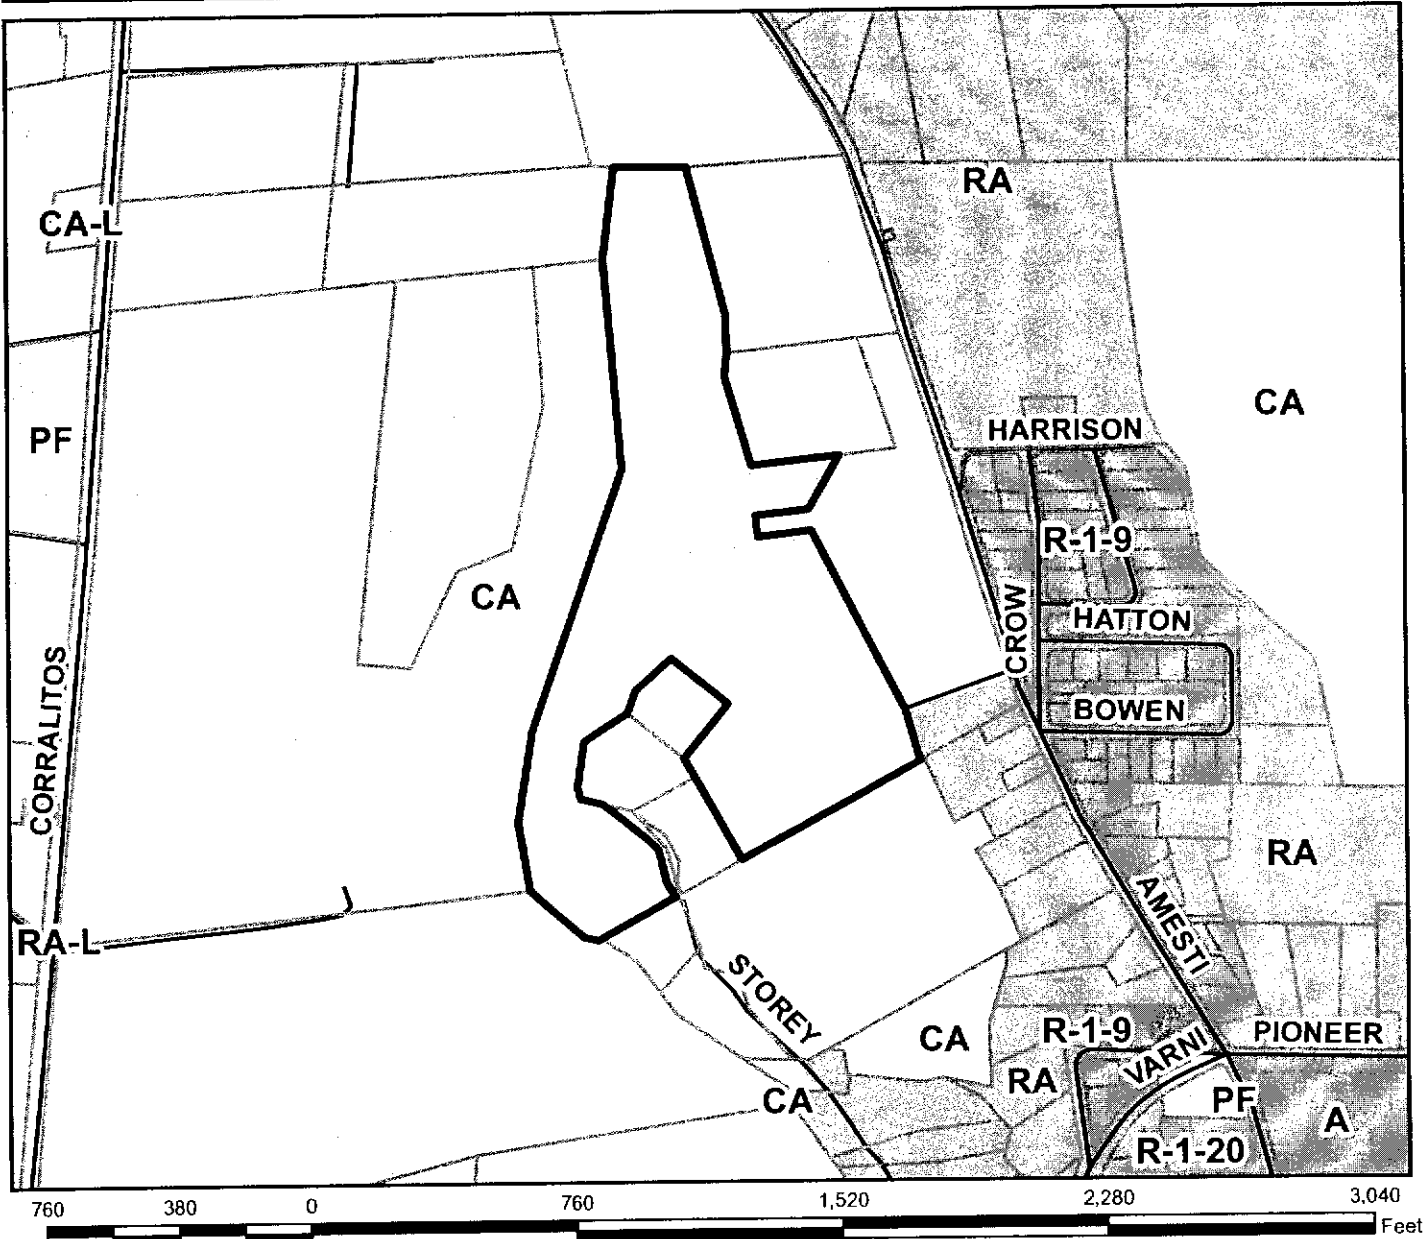 RA
CA-L
CA
PF
HARRISON
R-1-9
CA
HATTON
CROW
BOWEN
CORRALITOS
RA
AMESTI
RA-L
STOREY
CA
R-1-9
PIONEER
VARNI
RA
CA
PF
A
R-1-20
760 380 0 760 1,520 2,280 3,040
Feet